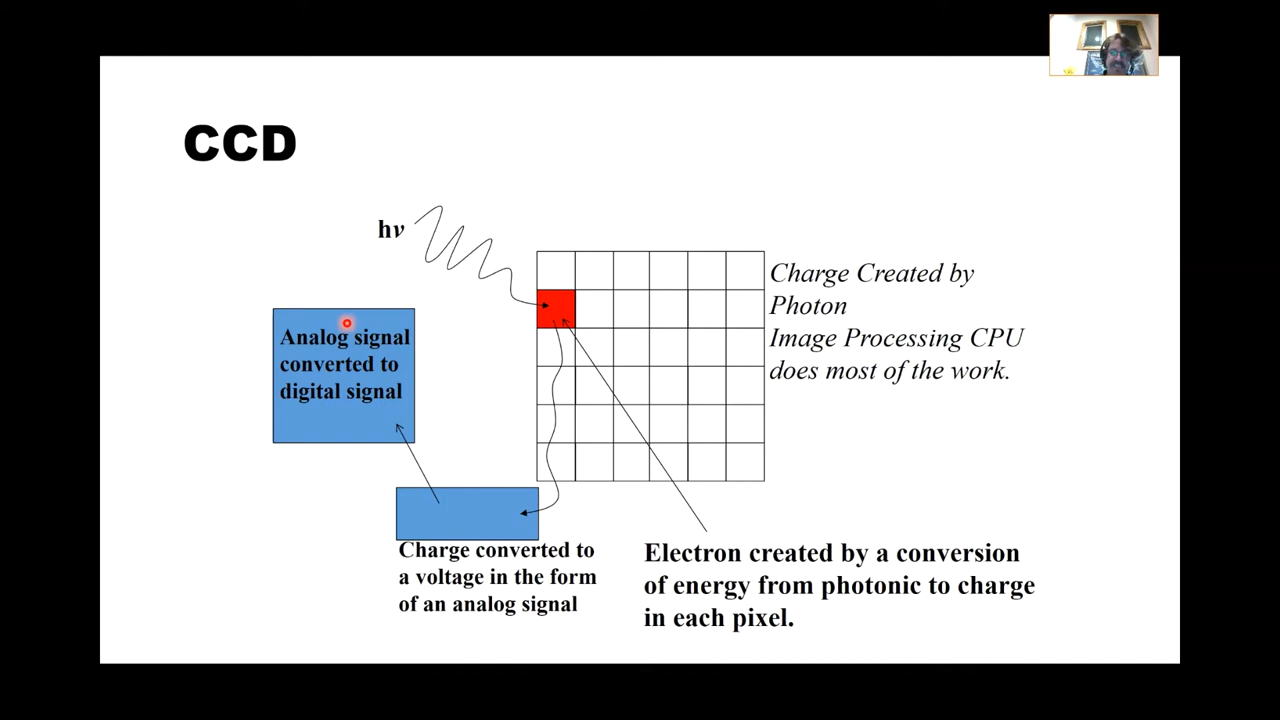 CCD
hν
Charge Created by
Photon
Image Processing CPU
does most of the work.
Analog signal
converted to
digital signal
Charge converted to
a voltage in the form
of an analog signal
Electron created by a conversion
of energy from photonic to charge
in each pixel.